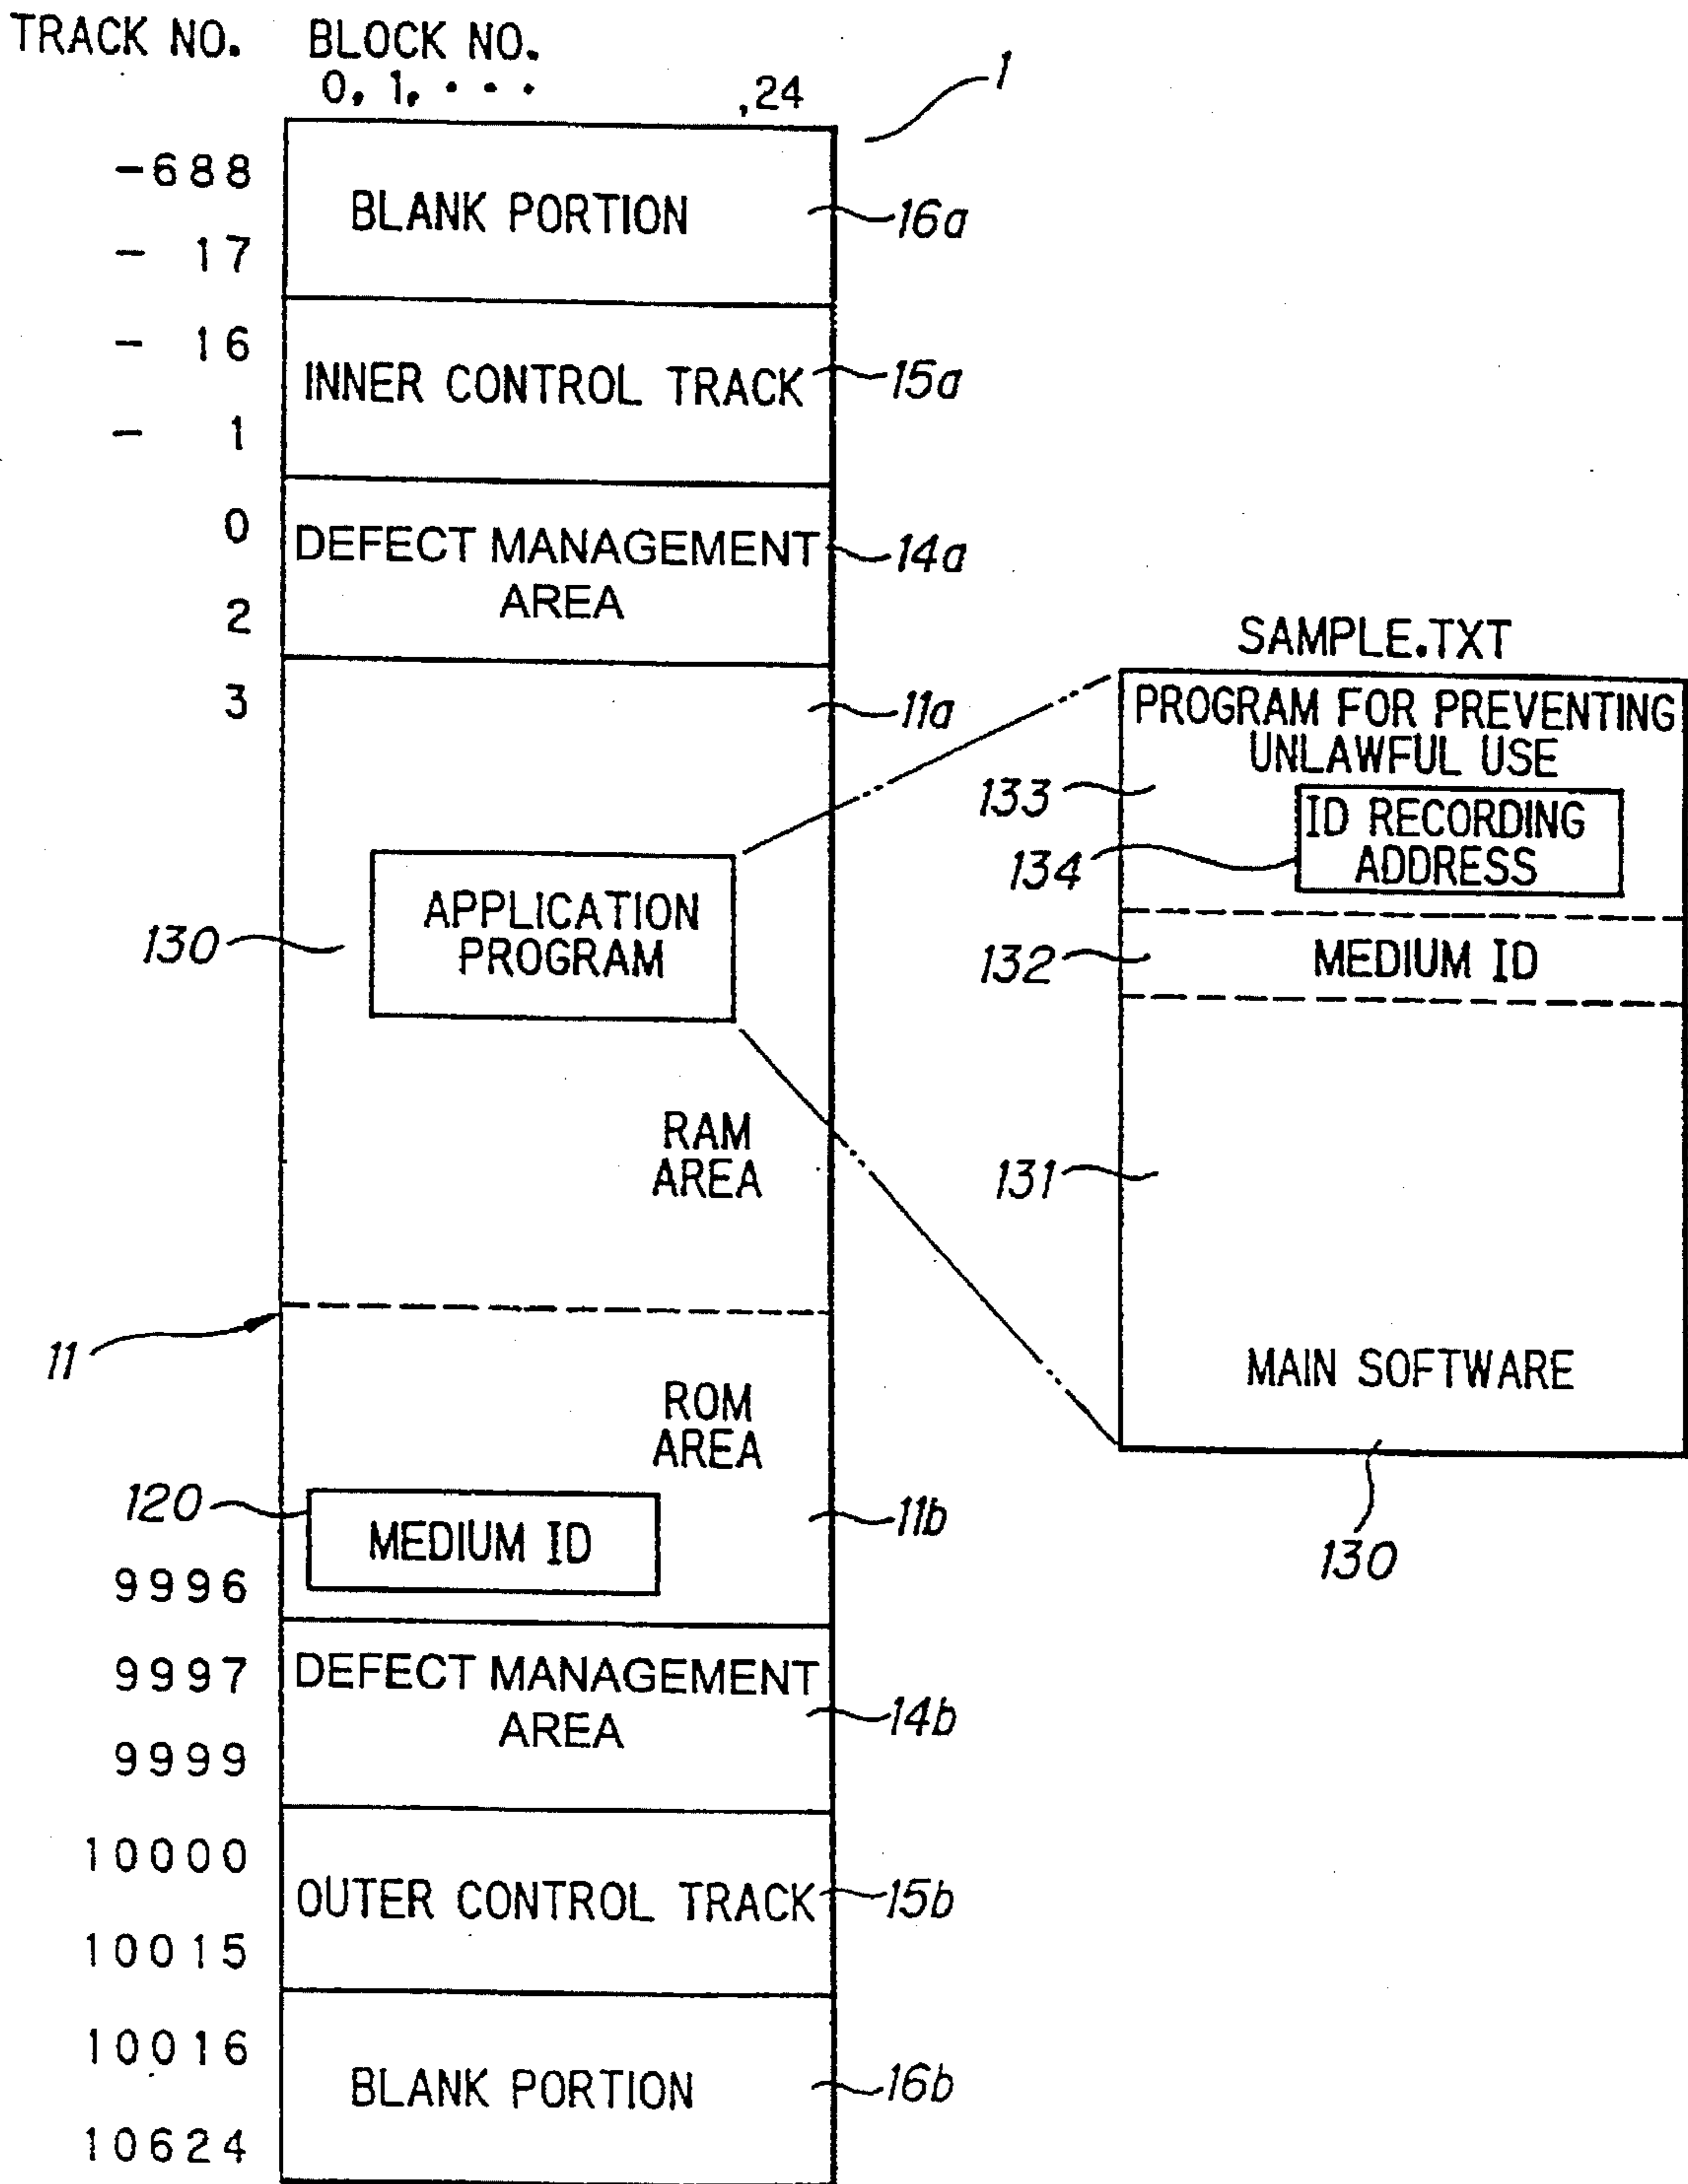 TRACK NO. BLOCK NO.
0, 1, • • • ,24
1
-688
BLANK PORTION
16a
- 17
- 16
INNER CONTROL TRACK
15a
- 1
0
DEFECT MANAGEMENT
AREA
14a
2
3
11a
SAMPLE.TXT
PROGRAM FOR PREVENTING
UNLAWFUL USE
133
ID RECORDING
ADDRESS
134
APPLICATION
PROGRAM
130
132
MEDIUM ID
RAM
AREA
131
11
MAIN SOFTWARE
ROM
AREA
120
MEDIUM ID
11b
130
9996
9997
DEFECT MANAGEMENT
AREA
14b
9999
10000
OUTER CONTROL TRACK
15b
10015
10016
BLANK PORTION
16b
10624